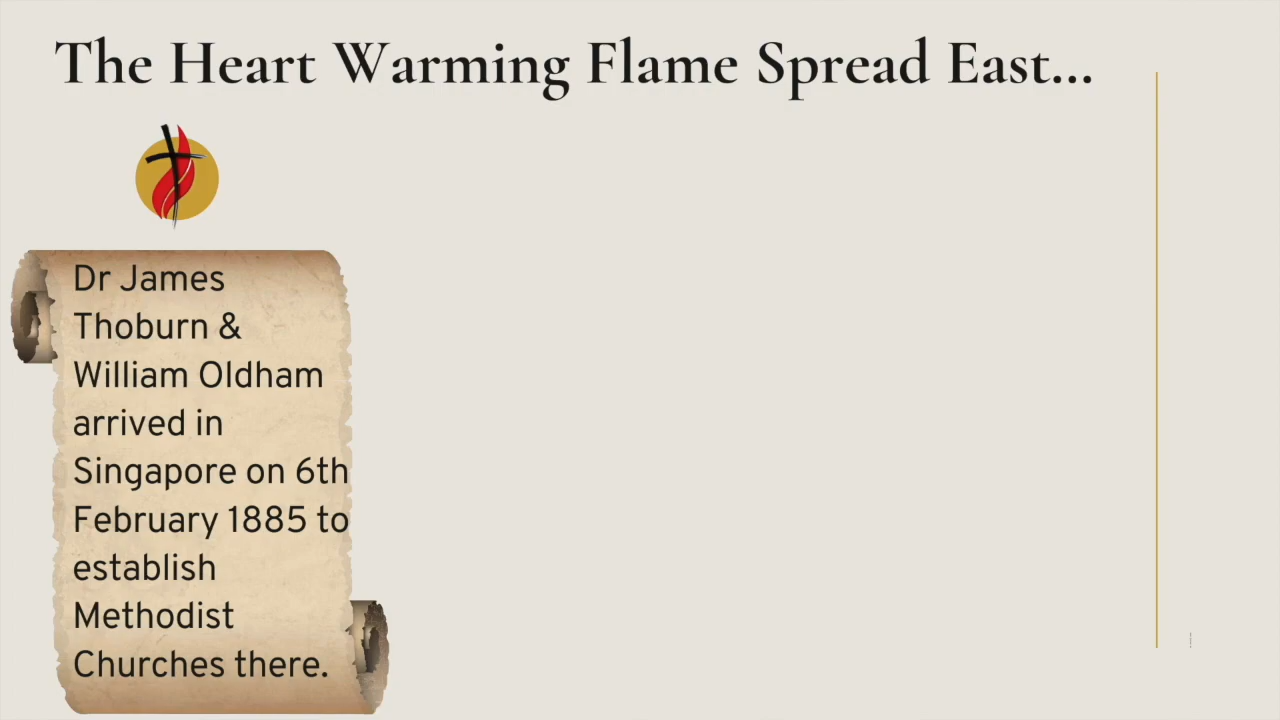 The Heart Warming Flame Spread East...
Dr James
Thoburn &
William Oldham
arrived in
Singapore on 6th
February 1885 to
establish
Methodist
Churches there.